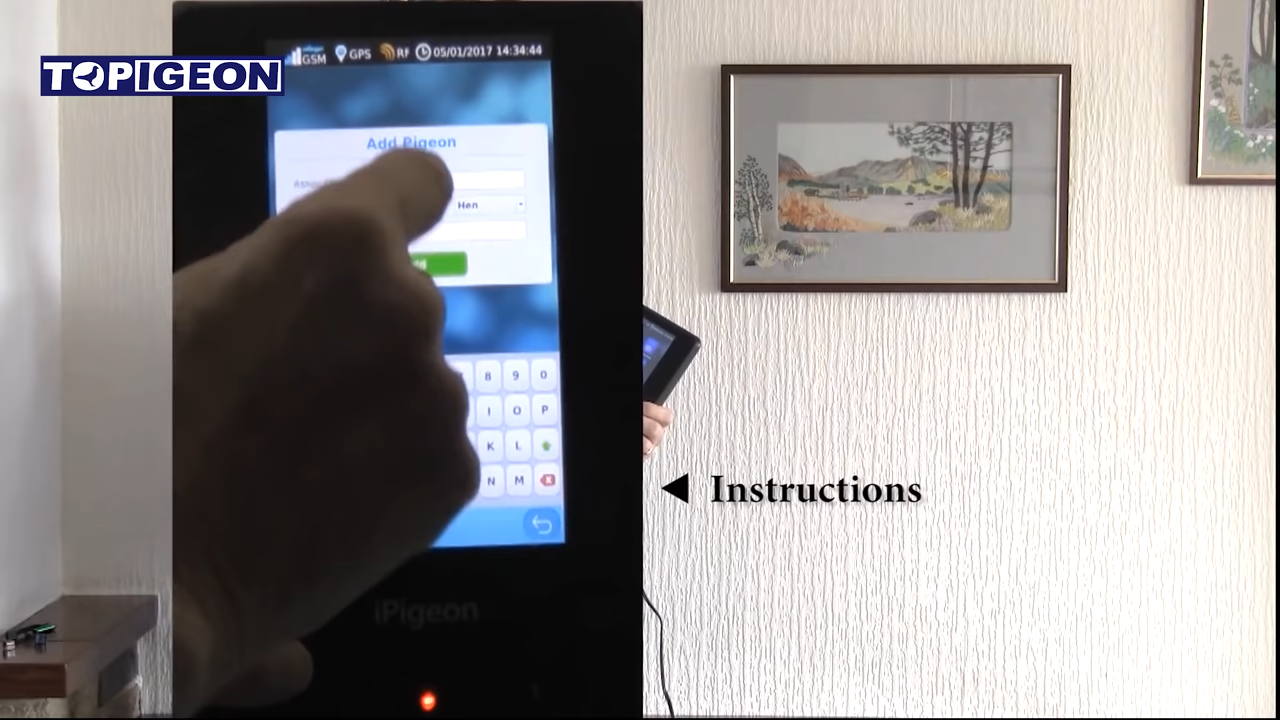 TOPIGEON
GSM GPS RF 05/01/2017 14:34:44
Add Pigeon
Hen
8 9 0
I O P
K L
N M
iPigeon
Instructions